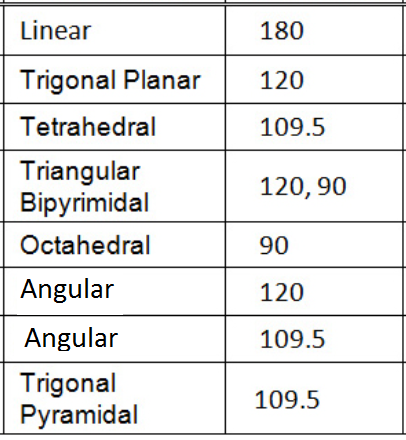 Linear 180
Trigonal Planar 120
Tetrahedral 109.5
Triangular
Bipyrimidal 120, 90
Octahedral 90
Angular 120
Angular 109.5
Trigonal
Pyramidal 109.5